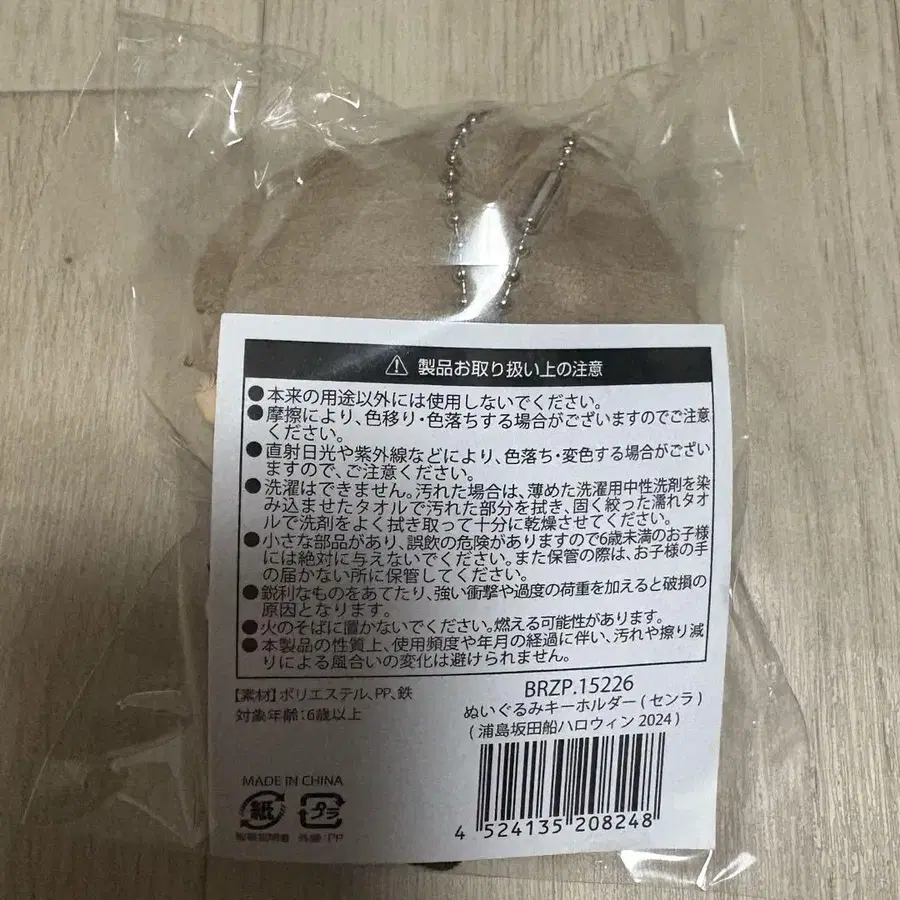 ⚠ 製品お取り扱い上の注意
●本来の用途以外には使用しないでください。
●摩擦により、色移り・色落ちする場合がございますのでご注意
ください。
●直射日光や紫外線などにより、色落ち・変色する場合がござい
ますので、ご注意ください。
●洗濯はできません。汚れた場合は、薄めた洗濯用中性洗剤を染
み込ませたタオルで汚れた部分を拭き、固く絞った濡れタオ
ルで洗剤をよく拭き取って十分に乾燥させてください。
●小さな部品があり、誤飲の危険がありますので6歳未満のお子様
には絶対に与えないでください。また保管の際は、お子様の手
の届かない所に保管してください。
●鋭利なものをあてたり、強い衝撃や過度の荷重を加えると破損の
原因となります。
●火のそばに置かないでください。燃える可能性があります。
●本製品の性質上、使用頻度や年月の経過に伴い、汚れや擦り減
りによる風合いの変化は避けられません。
【素材】ポリエステル、PP、鉄
対象年齢：6歳以上
BRZP.15226
ぬいぐるみキーホルダー（センラ）
（浦島坂田船ハロウィン 2024）
MADE IN CHINA
紙
プラ
外袋：PP
4 524135 208248